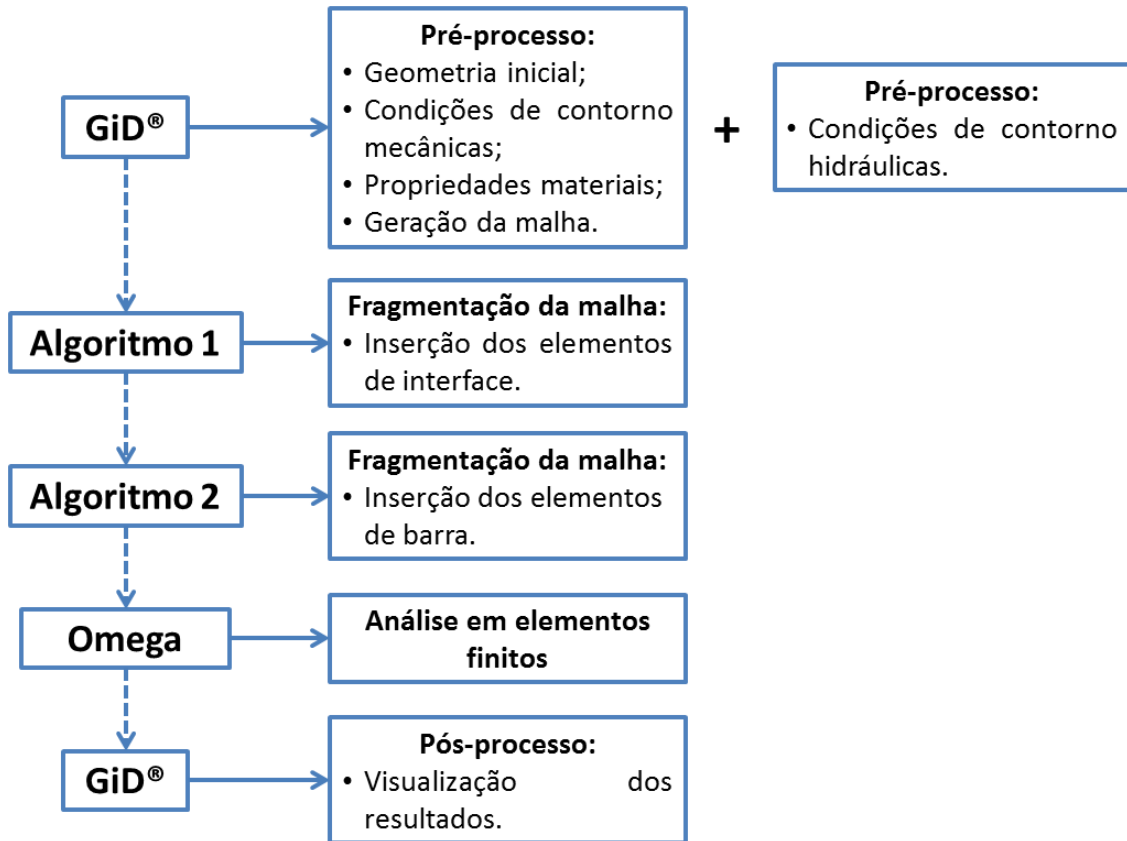 GiD®
Pré-processo:
• Geometria inicial;
• Condições de contorno
mecânicas;
• Propriedades materiais;
• Geração da malha.
+
Pré-processo:
• Condições de contorno
hidráulicas.
Algoritmo 1
Fragmentação da malha:
• Inserção dos elementos
de interface.
Algoritmo 2
Fragmentação da malha:
• Inserção dos elementos
de barra.
Omega
Análise em elementos
finitos
GiD®
Pós-processo:
• Visualização dos
resultados.